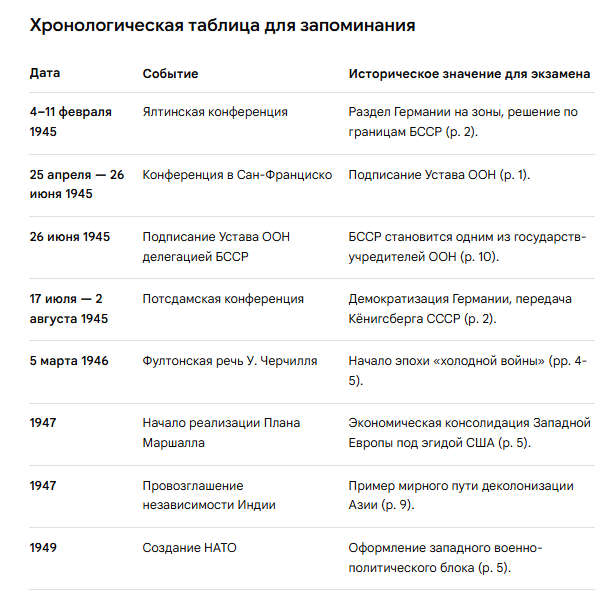 Хронологическая таблица для запоминания
Дата Событие Историческое значение для экзамена
4–11 февраля Ялтинская конференция Раздел Германии на зоны, решение по
1945 границам БССР (p. 2).
25 апреля — 26 Конференция в Сан-Франциско Подписание Устава ООН (p. 1).
июня 1945
26 июня 1945 Подписание Устава ООН БССР становится одним из государств-
делегацией БССР учредителей ООН (p. 10).
17 июля — 2 Потсдамская конференция Демократизация Германии, передача
августа 1945 Кёнигсберга СССР (p. 2).
5 марта 1946 Фултонская речь У. Черчилля Начало эпохи «холодной войны» (pp. 4-
5).
1947 Начало реализации Плана Экономическая консолидация Западной
Маршалла Европы под эгидой США (p. 5).
1947 Провозглашение Пример мирного пути деколонизации
независимости Индии Азии (p. 9).
1949 Создание НАТО Оформление западного военно-
политического блока (p. 5).